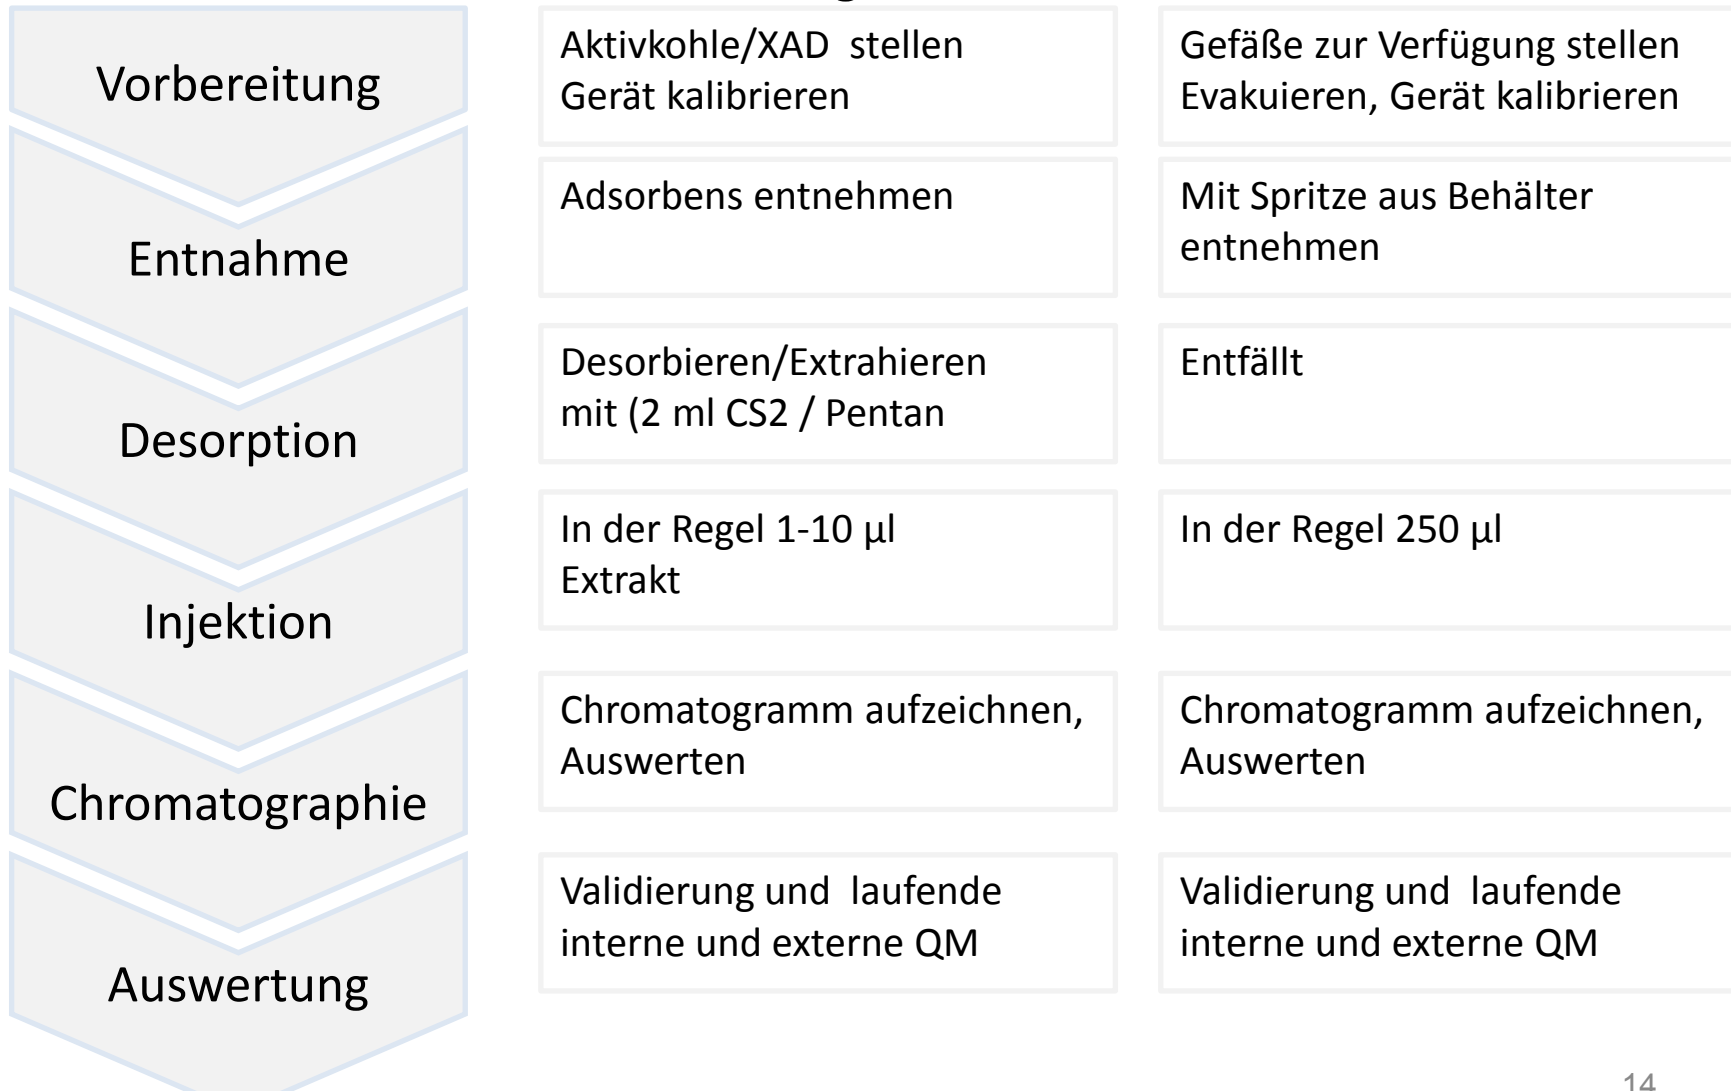 Vorbereitung
Aktivkohle/XAD  stellen
Gerät kalibrieren
Gefäße zur Verfügung stellen
Evakuieren, Gerät kalibrieren
Entnahme
Adsorbens entnehmen
Mit Spritze aus Behälter
entnehmen
Desorption
Desorbieren/Extrahieren
mit (2 ml CS2 / Pentan
Entfällt
Injektion
In der Regel 1-10 µl
Extrakt
In der Regel 250 µl
Chromatographie
Chromatogramm aufzeichnen,
Auswerten
Chromatogramm aufzeichnen,
Auswerten
Auswertung
Validierung und  laufende
interne und externe QM
Validierung und  laufende
interne und externe QM
14